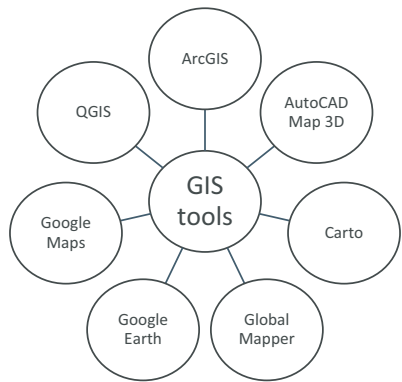 ArcGIS
QGIS
AutoCAD
Map 3D
GIS
tools
Google
Maps
Carto
Google
Earth
Global
Mapper